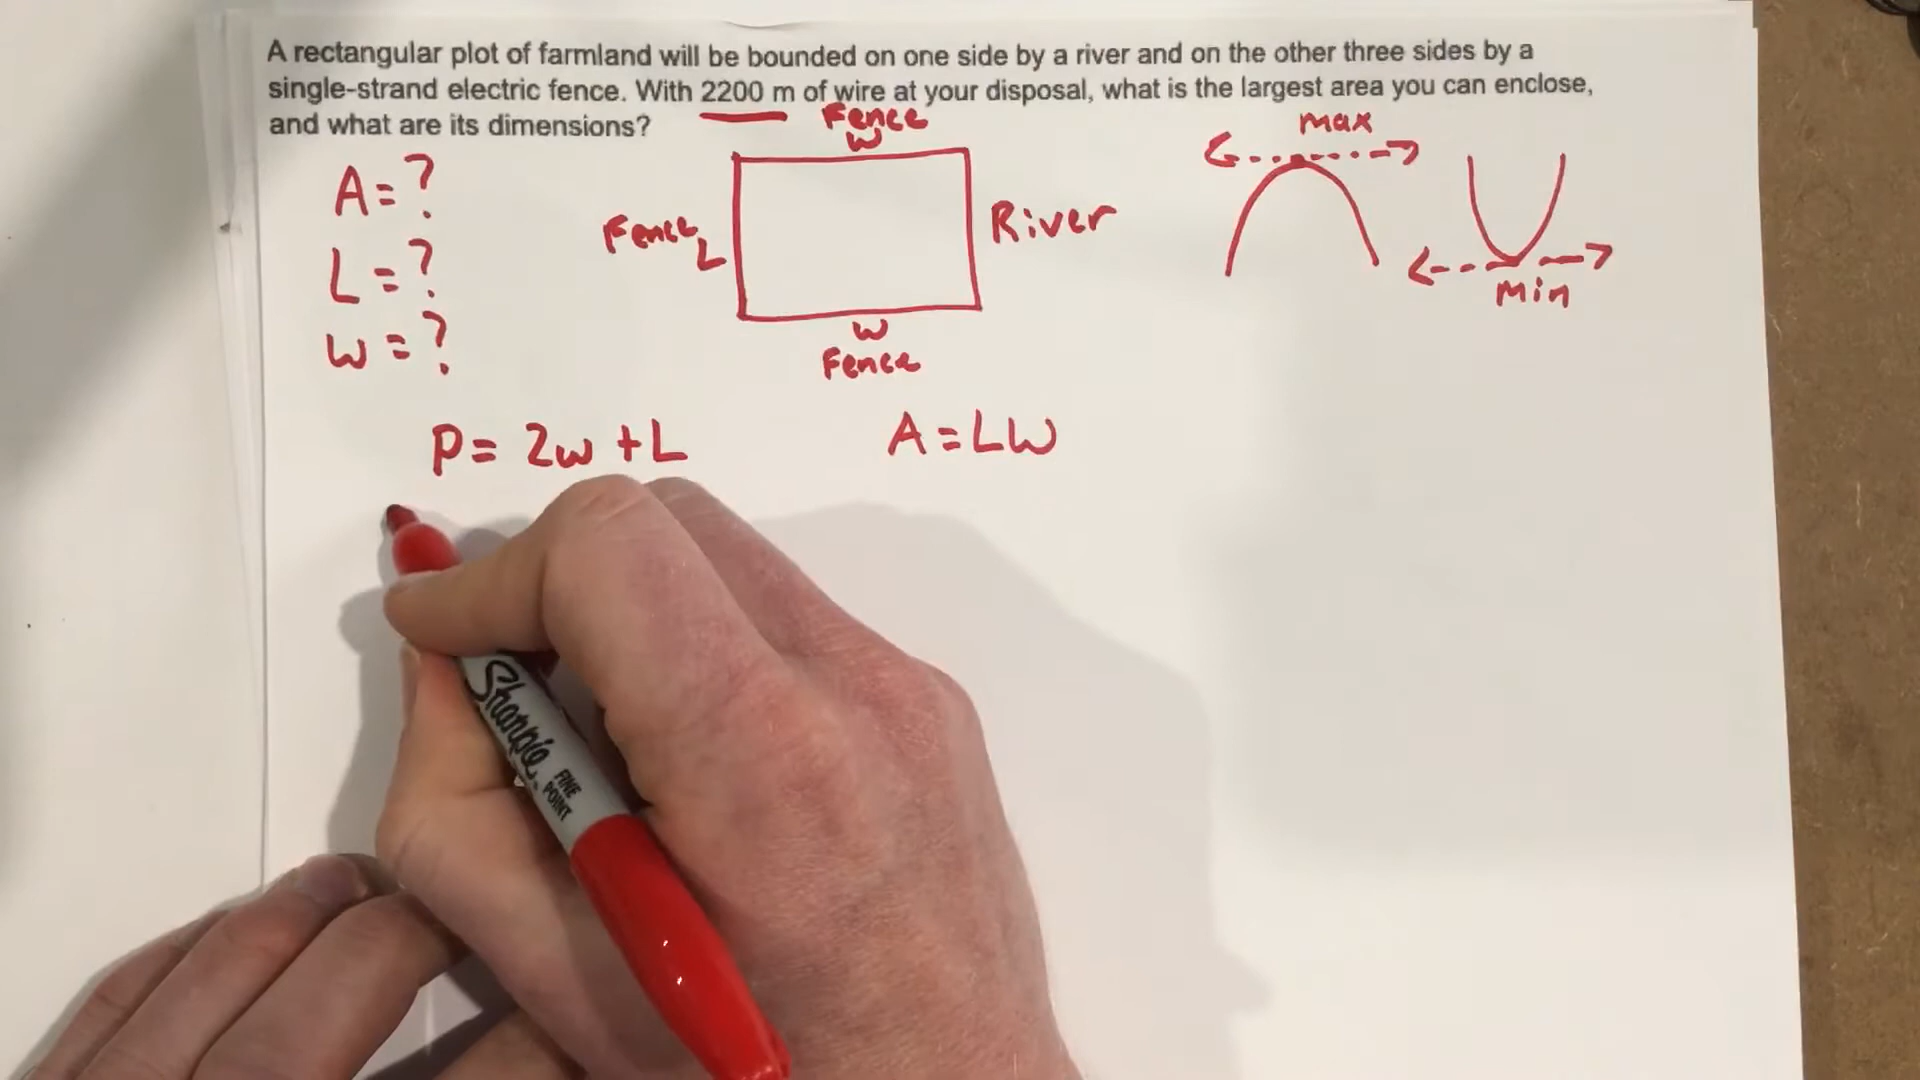 A rectangular plot of farmland will be bounded on one side by a river and on the other three sides by a
single-strand electric fence. With 2200 m of wire at your disposal, what is the largest area you can enclose,
and what are its dimensions?
Fence
W
max
A = ?
Fence
L
River
L = ?
Min
W = ?
W
Fence
P = 2w + L
A = LW
Sharpie.
FINE
POINT